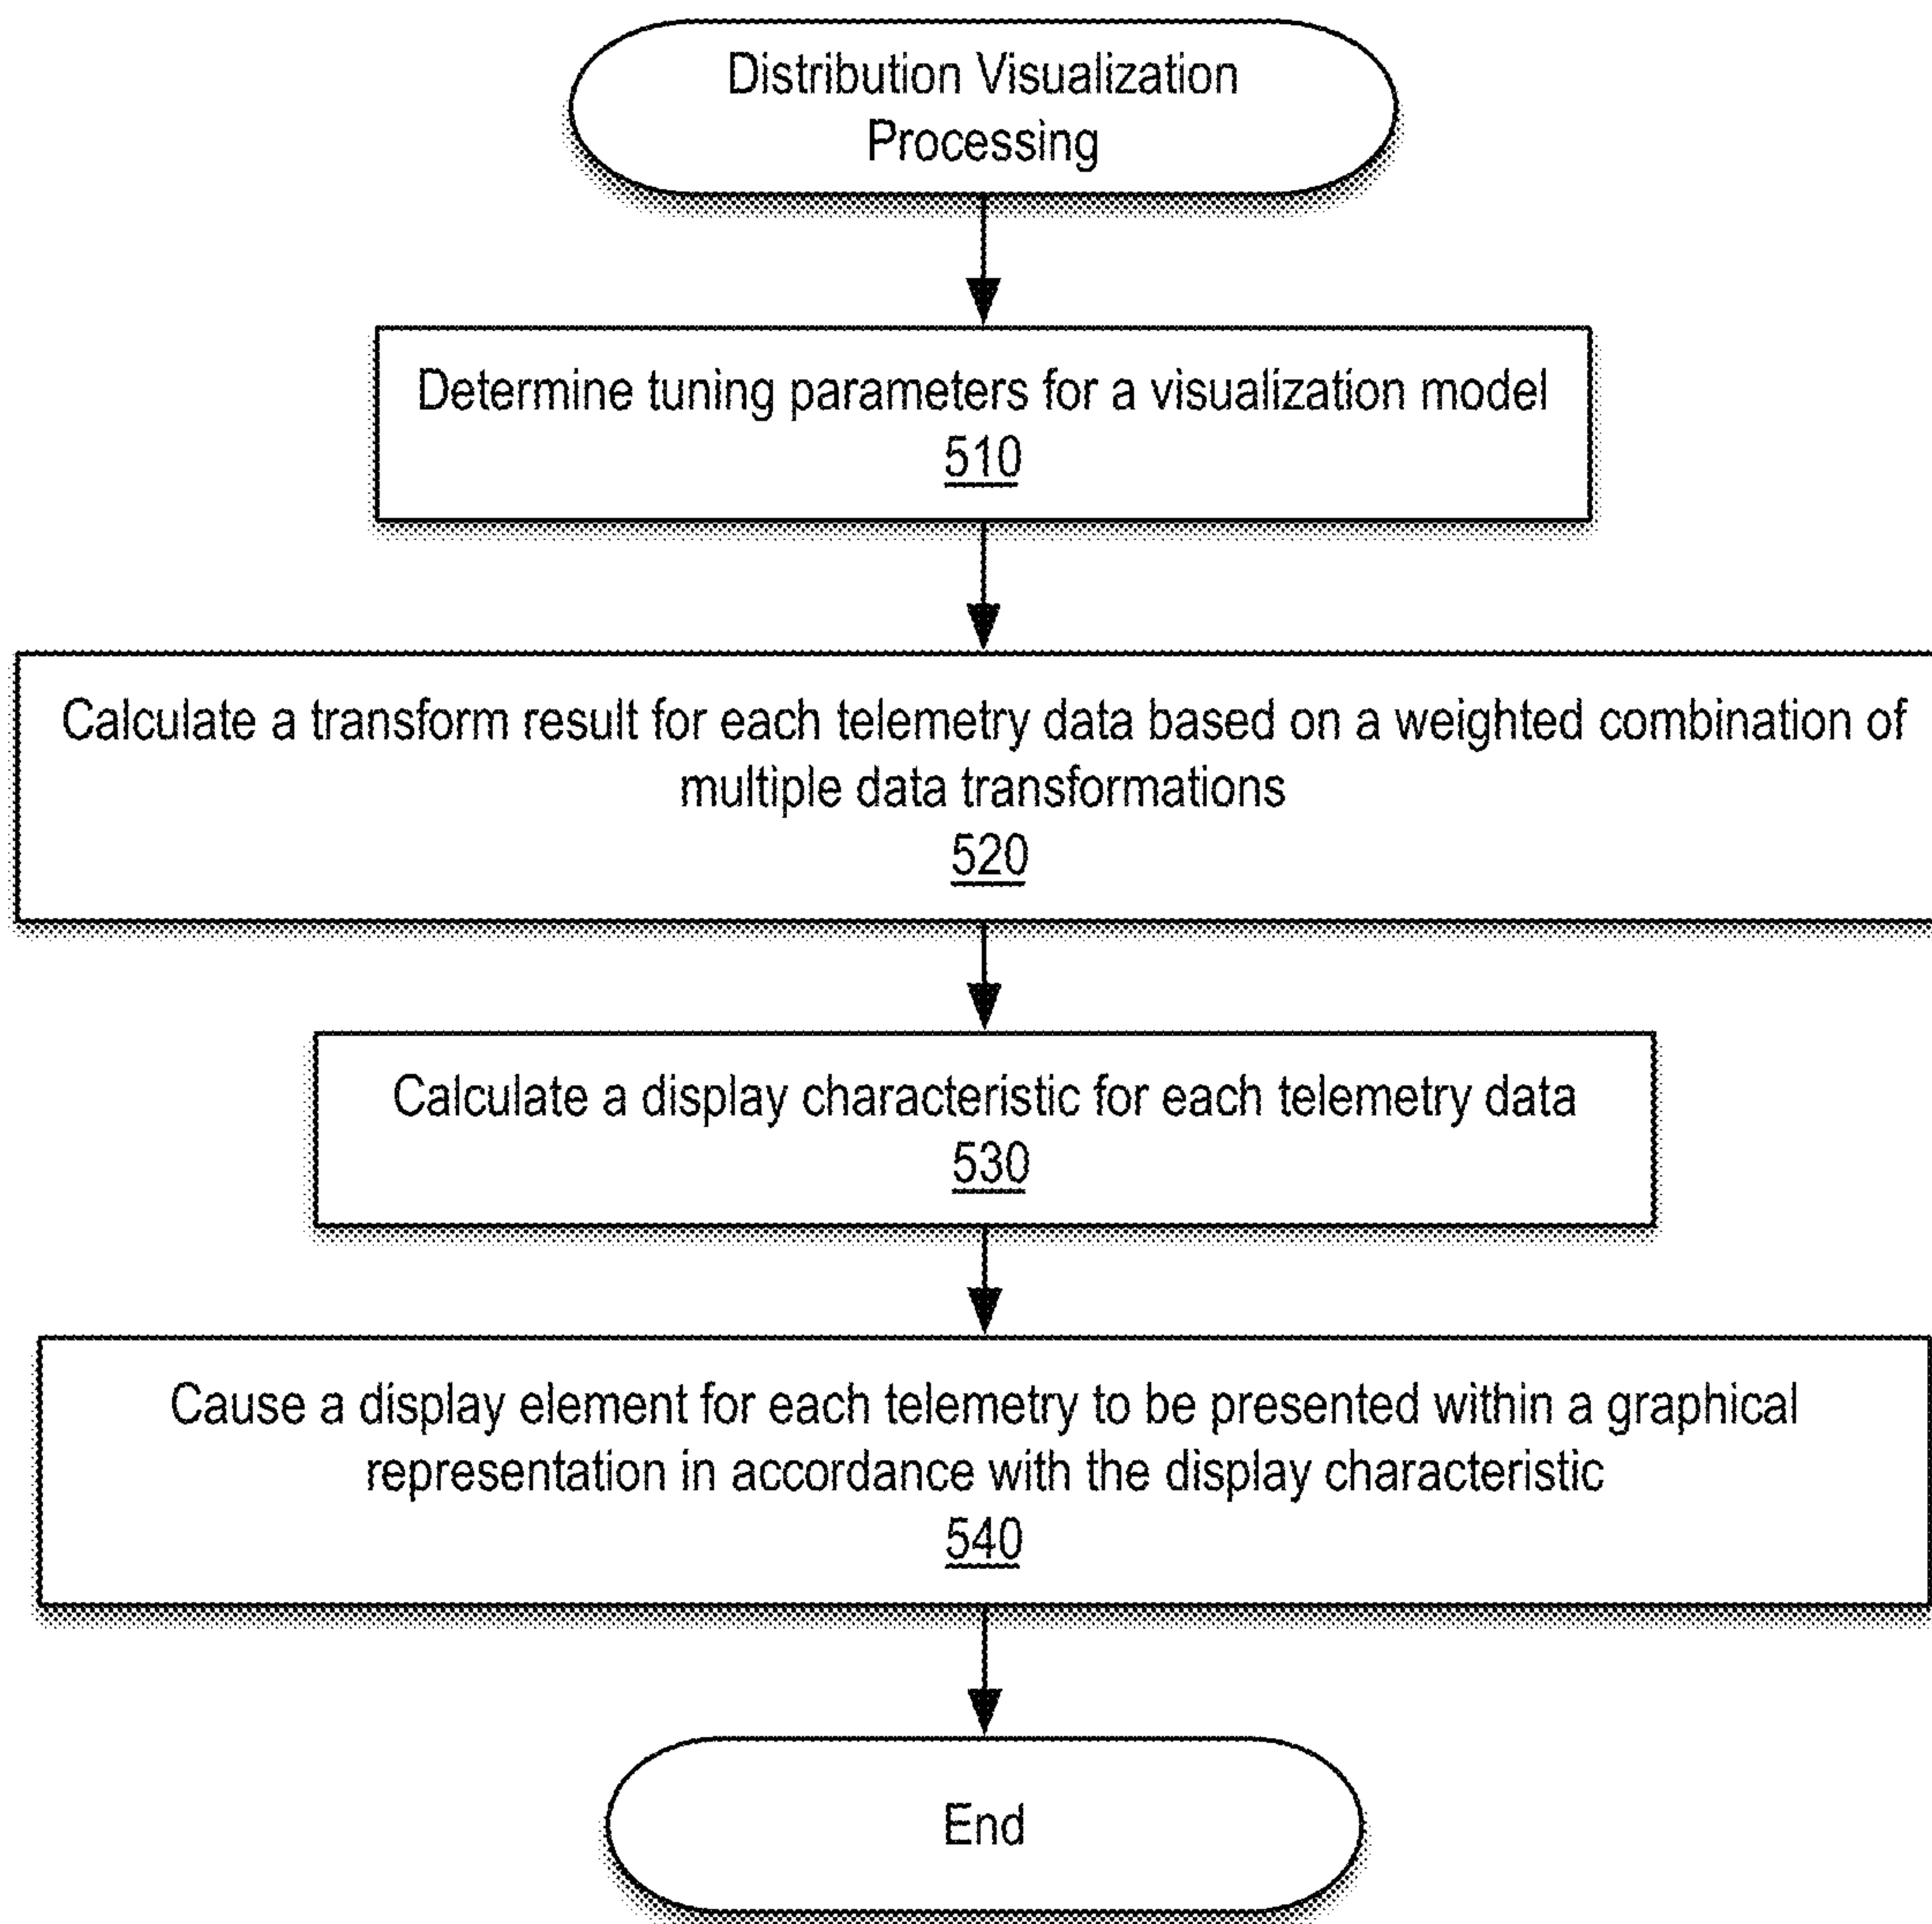 Distribution Visualization
Processing
Determine tuning parameters for a visualization model
510
Calculate a transform result for each telemetry data based on a weighted combination of
multiple data transformations
520
Calculate a display characteristic for each telemetry data
530
Cause a display element for each telemetry to be presented within a graphical
representation in accordance with the display characteristic
540
End